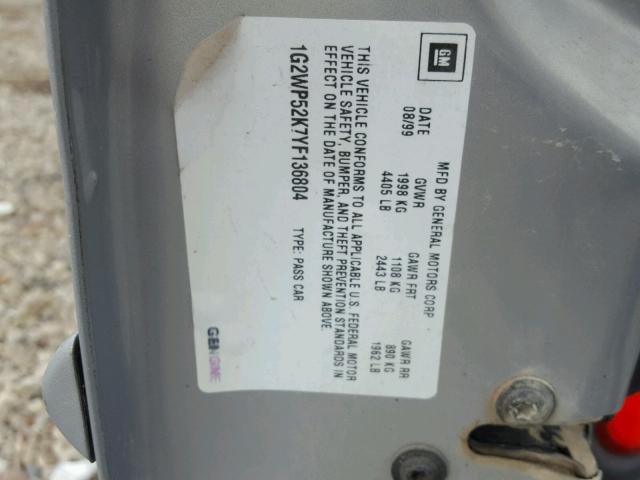 GM
MFD BY GENERAL MOTORS CORP
DATE GVWR GAWR FRT GAWR RR
08/99 1998 KG 1108 KG 890 KG
4405 LB 2443 LB 1962 LB
THIS VEHICLE CONFORMS TO ALL APPLICABLE U.S. FEDERAL MOTOR
VEHICLE SAFETY, BUMPER, AND THEFT PREVENTION STANDARDS IN
EFFECT ON THE DATE OF MANUFACTURE SHOWN ABOVE
1G2WP52K7YF136804 TYPE: PASS CAR